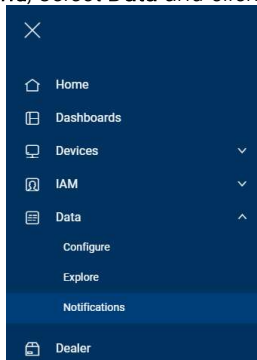 Home
Dashboards
Devices
IAM
Data
Configure
Explore
Notifications
Dealer